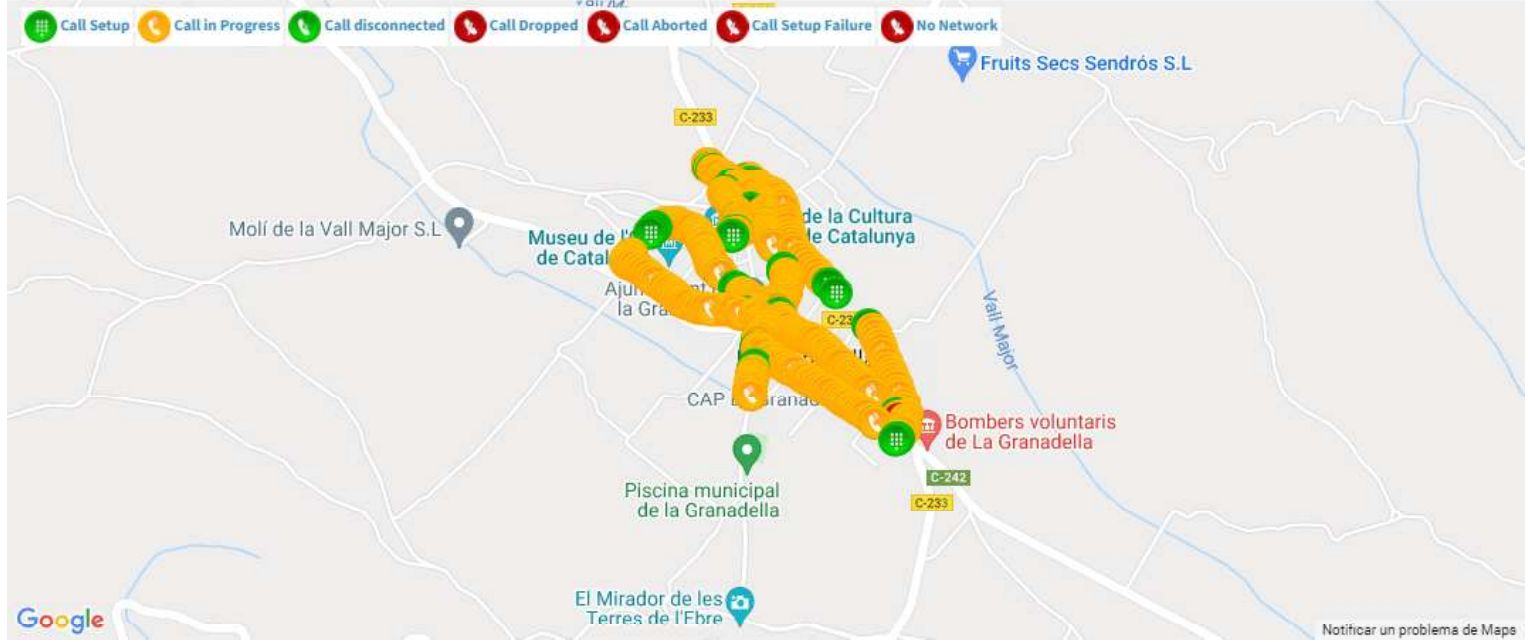 Call Setup
Call in Progress
Call disconnected
Call Dropped
Call Aborted
Call Setup Failure
No Network
Fruits Secs Sendrós S.L
C-233
Molí de la Vall Major S.L
Museu de l'
de Catal
de la Cultura
de Catalunya
la Gra
C-23
Vall Major
CAP
Bombers voluntaris
de La Granadella
C-242
C-233
Piscina municipal
de la Granadella
El Mirador de les
Terres de l'Ebre
Google
Notificar un problema de Maps